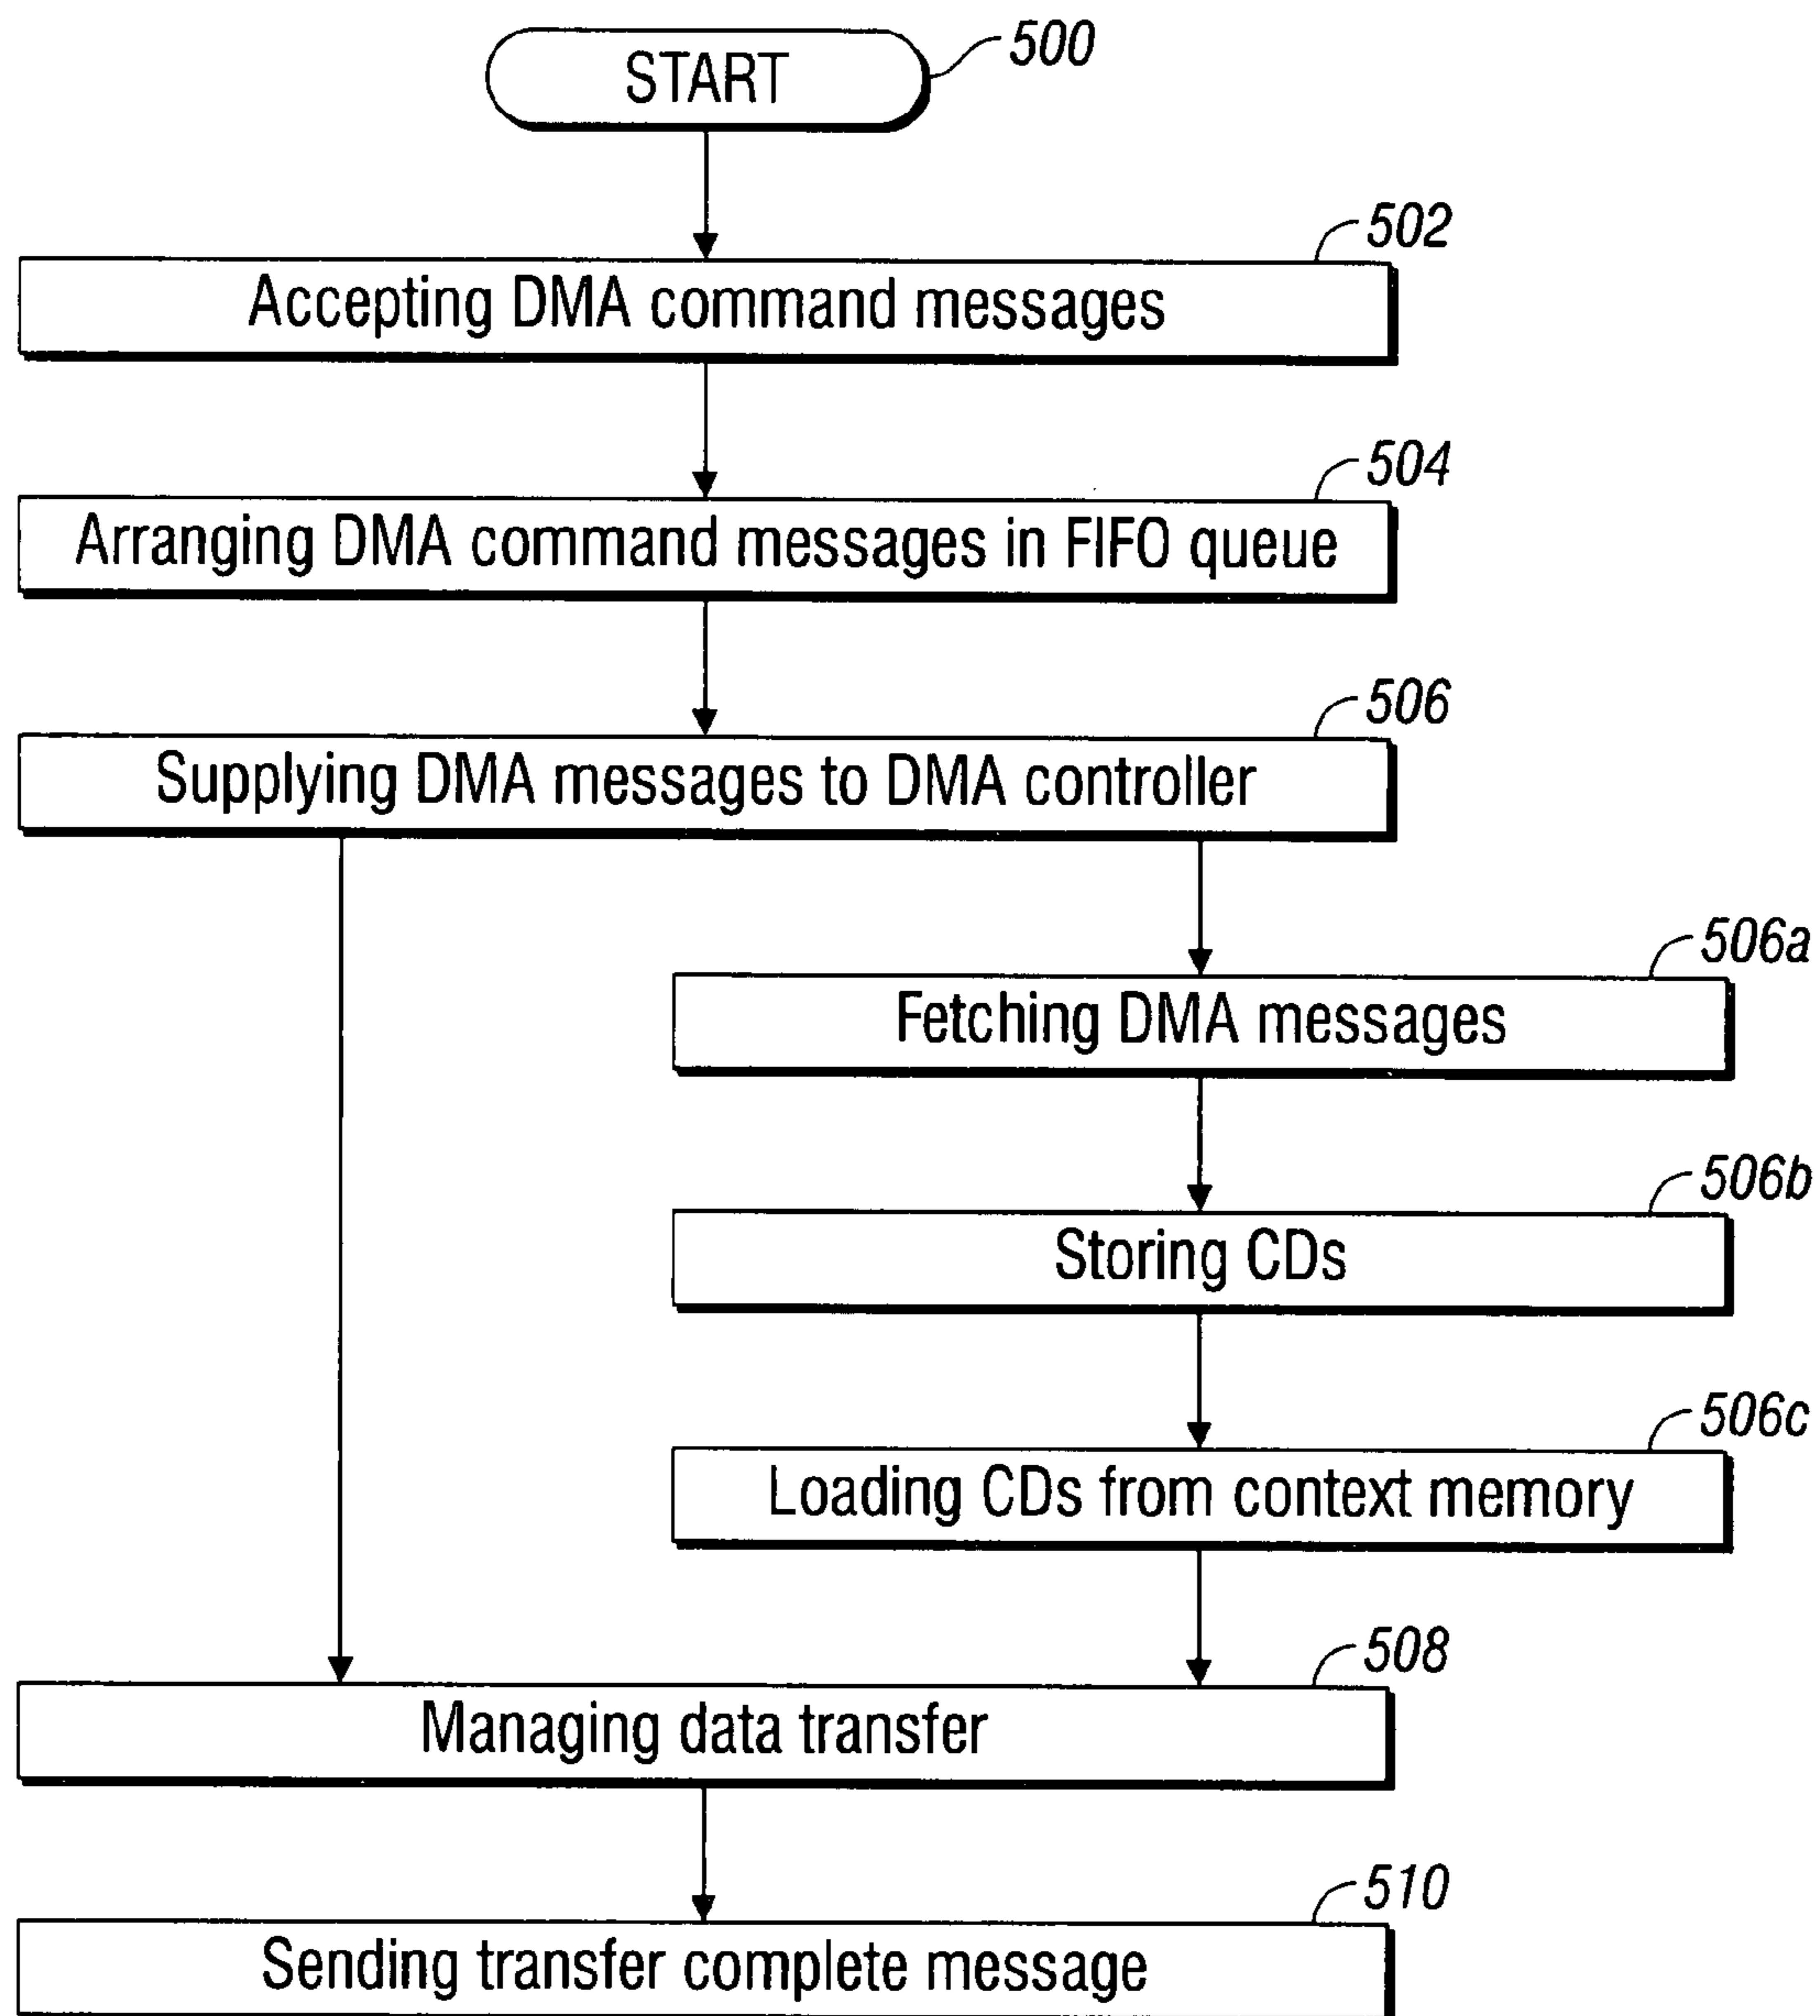 START
500
502
Accepting DMA command messages
504
Arranging DMA command messages in FIFO queue
506
Supplying DMA messages to DMA controller
506a
Fetching DMA messages
506b
Storing CDs
506c
Loading CDs from context memory
508
Managing data transfer
510
Sending transfer complete message